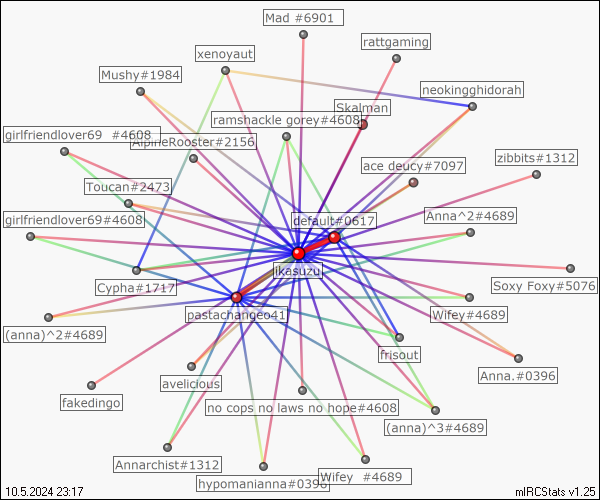 Mad #6901
rattgaming
xenoyaut
Mushy#1984
neokingghidorah
Skalman
ramshackle gorey#4608
girlfriendlover69  #4608
AlpineRooster#2156
zibbits#1312
ace deucy#7097
Toucan#2473
default#0617
Anna^2#4689
girlfriendlover69#4608
ikasuzu
Cypha#1717
Soxy Foxy#5076
pastachange041
Wifey#4689
(anna)^2#4689
frisout
Anna.#0396
avelicious
fakedingo
no cops no laws no hope#4608
(anna)^3#4689
Annarchist#1312
hypomanianna#0396
Wifey  #4689
10.5.2024 23:17
mIRCStats v1.25